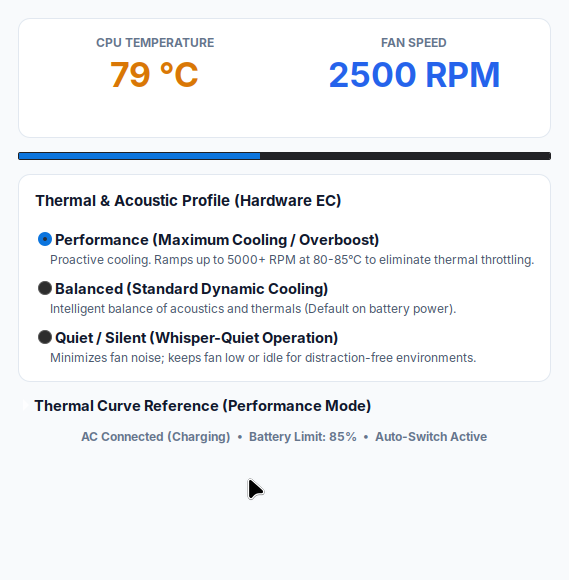 CPU TEMPERATURE
79 °C
FAN SPEED
2500 RPM
Thermal & Acoustic Profile (Hardware EC)
Performance (Maximum Cooling / Overboost)
Proactive cooling. Ramps up to 5000+ RPM at 80-85°C to eliminate thermal throttling.
Balanced (Standard Dynamic Cooling)
Intelligent balance of acoustics and thermals (Default on battery power).
Quiet / Silent (Whisper-Quiet Operation)
Minimizes fan noise; keeps fan low or idle for distraction-free environments.
Thermal Curve Reference (Performance Mode)
AC Connected (Charging) • Battery Limit: 85% • Auto-Switch Active